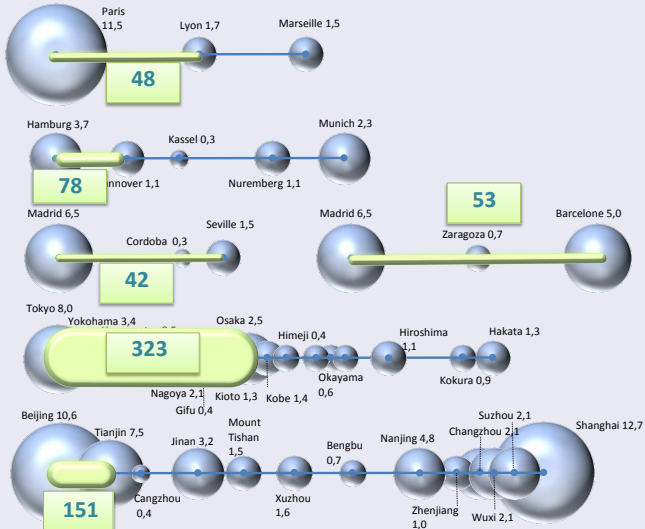 Paris
11,5
Lyon 1,7
Marseille 1,5
48
Hamburg 3,7
Kassel 0,3
Munich 2,3
78
nnover 1,1
Nuremberg 1,1
53
Madrid 6,5
Cordoba 0,3
Seville 1,5
42
Madrid 6,5
Zaragoza 0,7
Barcelone 5,0
Tokyo 8,0
Yokohama 3,4
Osaka 2,5
Himeji 0,4
Hiroshima
1,1
Hakata 1,3
323
Nagoya 2,1
Gifu 0,4
Kioto 1,3
Kobe 1,4
Okayama
0,6
Kokura 0,9
Beijing 10,6
Tianjin 7,5
Jinan 3,2
Mount
Tishan
1,5
Bengbu
0,7
Nanjing 4,8
Changzhou 2,1
Suzhou 2,1
Shanghai 12,7
151
Cangzhou
0,4
Xuzhou
1,6
Zhenjiang
1,0
Wuxi 2,1